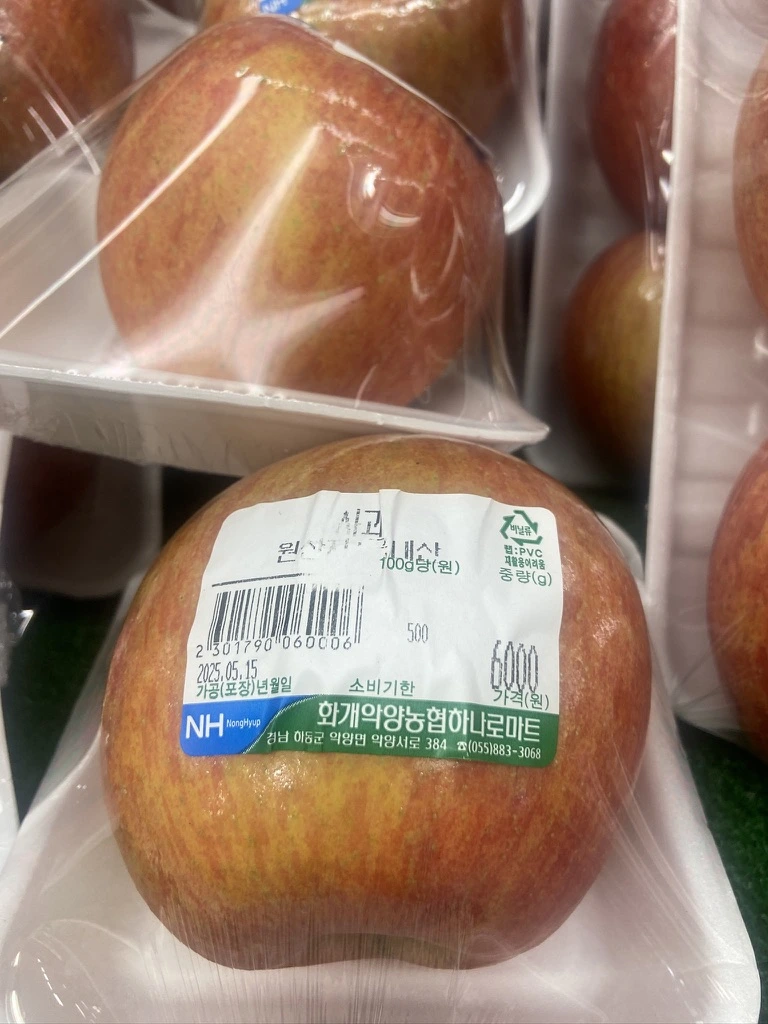 사과
비닐류
랩:PVC
재활용어려움
100g당(원)
중량(g)
2 301790 060006
500
6000
2025.05.15
가공(포장)년월일
소비기한
가격(원)
NH NongHyup
화개악양농협하나로마트
경남 하동군 악양면 악양서로 384 ☎(055)883-3068